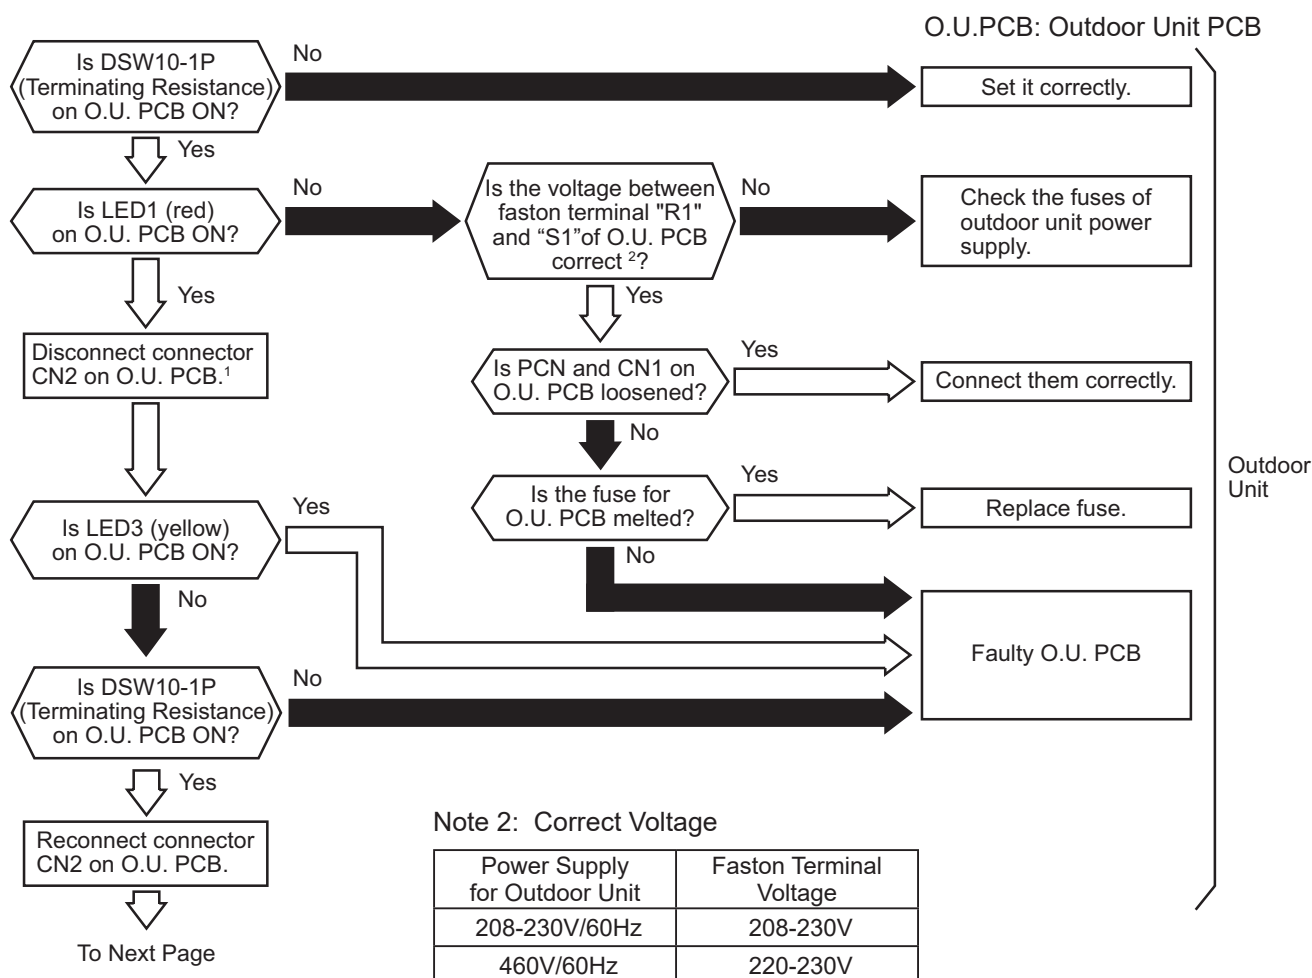 O.U.PCB: Outdoor Unit PCB
Is DSW10-1P
(Terminating Resistance)
on O.U. PCB ON?
No
Set it correctly.
Yes
Is LED1 (red)
on O.U. PCB ON?
No
Is the voltage between
faston terminal "R1"
and “S1”of O.U. PCB
correct ²?
No
Check the fuses of
outdoor unit power
supply.
Yes
Yes
Disconnect connector
CN2 on O.U. PCB.¹
Is PCN and CN1 on
O.U. PCB loosened?
Yes
Connect them correctly.
No
Is the fuse for
O.U. PCB melted?
Yes
Replace fuse.
No
Is LED3 (yellow)
on O.U. PCB ON?
Yes
No
Faulty O.U. PCB
Is DSW10-1P
(Terminating Resistance)
on O.U. PCB ON?
No
Yes
Reconnect connector
CN2 on O.U. PCB.
To Next Page
Outdoor
Unit
Note 2: Correct Voltage
Power Supply
for Outdoor Unit
Faston Terminal
Voltage
208-230V/60Hz
208-230V
460V/60Hz
220-230V